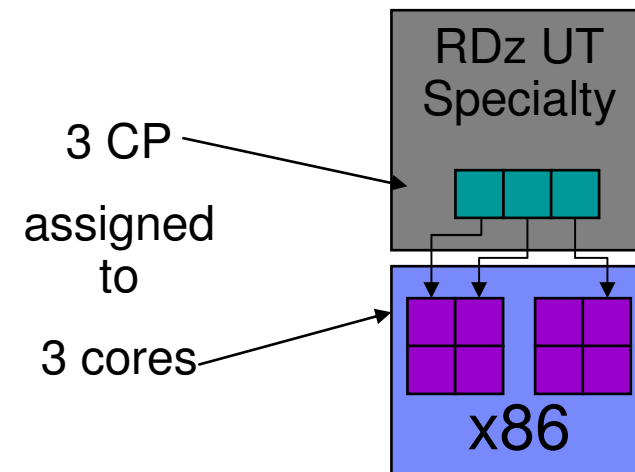 RDz UT
Specialty
3 CP
assigned
to
3 cores
x86